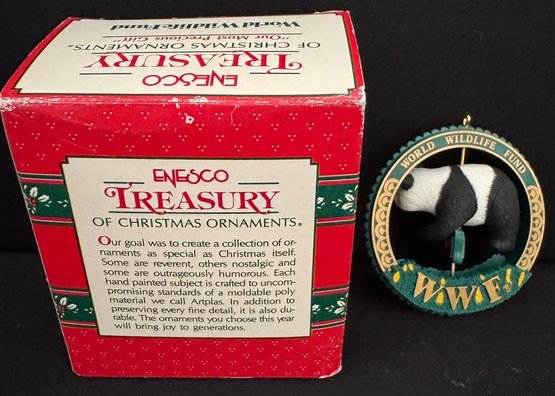 World Wildlife Fund
"Our Most Precious Gift"
OF CHRISTMAS ORNAMENTS®
TREASURY
ENESCO
ENESCO
TREASURY
OF CHRISTMAS ORNAMENTS®
Our goal was to create a collection of or-
naments as special as Christmas itself.
Some are reverent, others nostalgic and
some are outrageously humorous. Each
hand painted subject is crafted to uncom-
promising standards of a moldable poly
material we call Artplas. In addition to
preserving every fine detail, it is also du-
rable. The ornaments you choose this year
will bring joy to generations.
WORLD WILDLIFE FUND
WWF